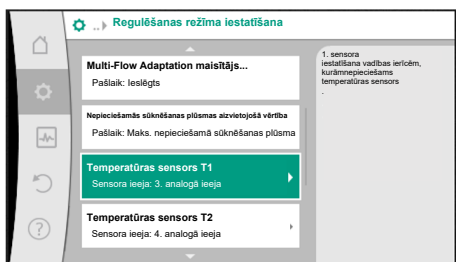 ..
Regulēšanas režīma iestatīšana
Multi-Flow Adaptation maisītājs...
Pašlaik: Ieslēgts
Nepieciešamās sūknēšanas plūsmas aizvietojošā vērtība
Pašlaik: Maks. nepieciešamā sūknēšanas plūsma
Temperatūras sensors T1
Sensora ieeja: 3. analogā ieeja
Temperatūras sensors T2
Sensora ieeja: 4. analogā ieeja
1. sensora
iestatīšana vadības ierīcēm,
kurāmnepieciešams
temperatūras sensors
.
?